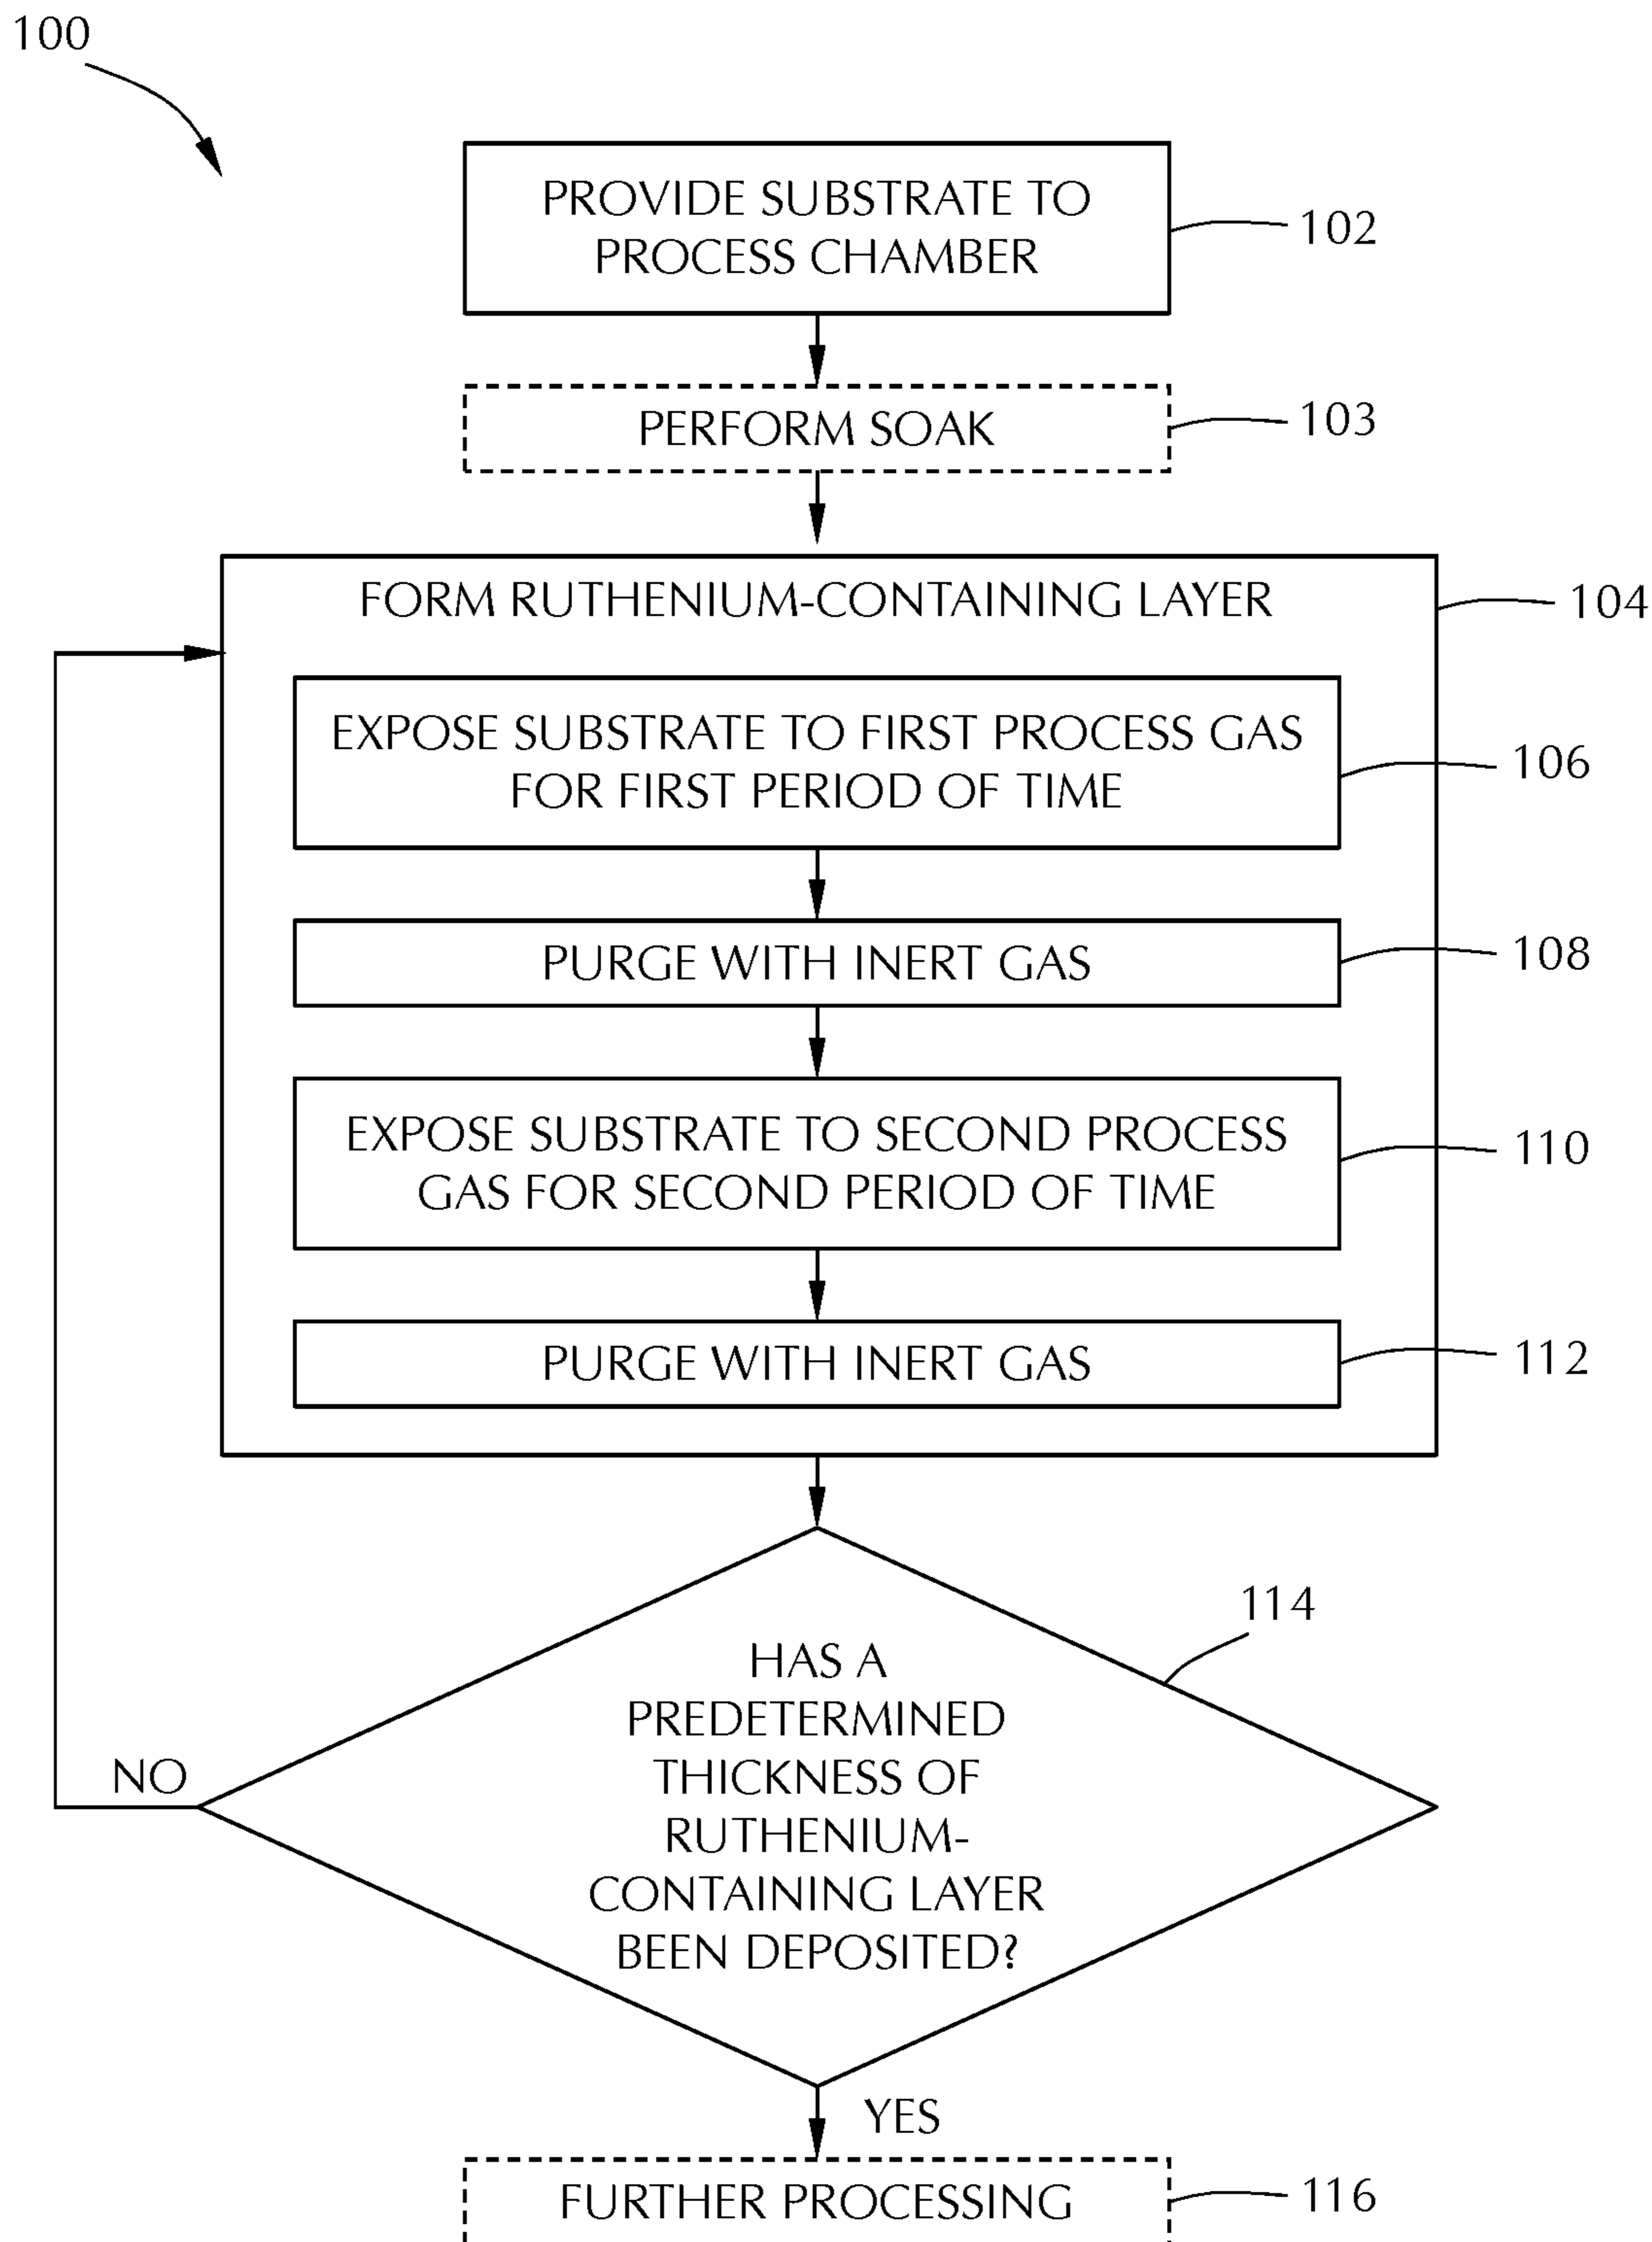 100
PROVIDE SUBSTRATE TO
PROCESS CHAMBER
102
PERFORM SOAK
103
FORM RUTHENIUM-CONTAINING LAYER
104
EXPOSE SUBSTRATE TO FIRST PROCESS GAS
FOR FIRST PERIOD OF TIME
106
PURGE WITH INERT GAS
108
EXPOSE SUBSTRATE TO SECOND PROCESS
GAS FOR SECOND PERIOD OF TIME
110
PURGE WITH INERT GAS
112
114
HAS A
PREDETERMINED
THICKNESS OF
RUTHENIUM-
CONTAINING LAYER
BEEN DEPOSITED?
NO
YES
FURTHER PROCESSING
116